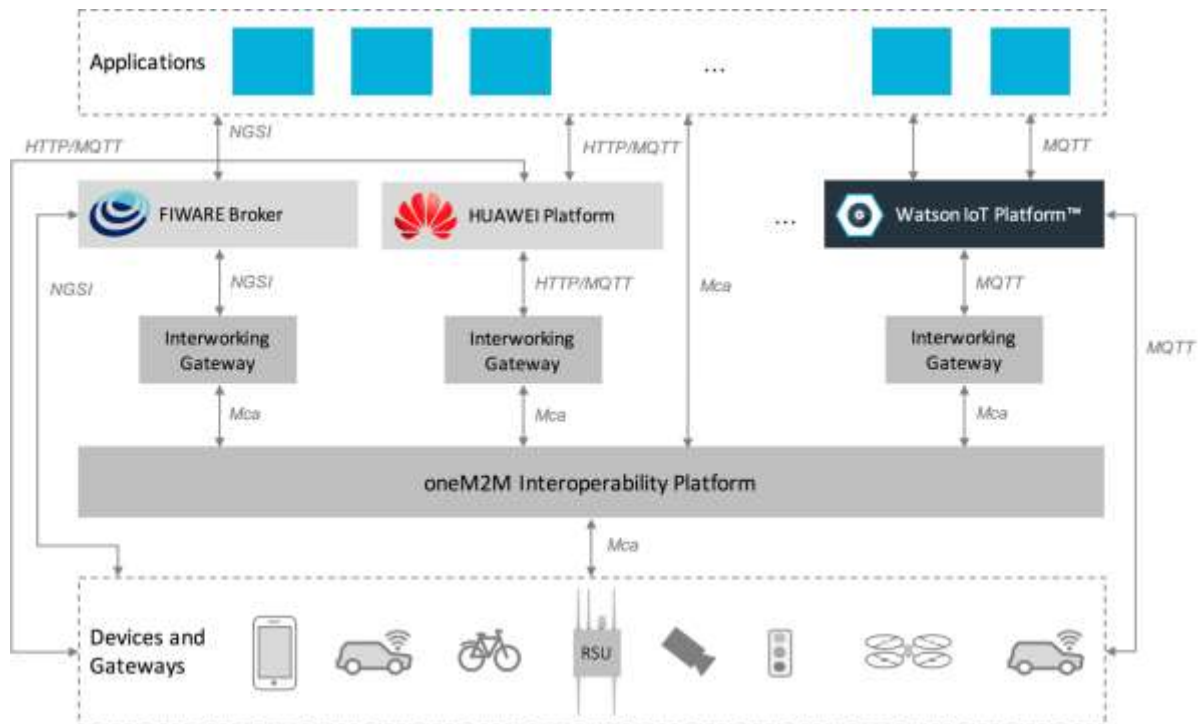 Applications
...
NGSI
HTTP/MQTT
HTTP/MQTT
MQTT
FIWARE Broker
HUAWEI Platform
...
Watson IoT Platform™
NGSI
NGSI
HTTP/MQTT
Mca
MQTT
MQTT
Interworking
Gateway
Interworking
Gateway
Interworking
Gateway
Mca
Mca
Mca
oneM2M Interoperability Platform
Mca
Devices and
Gateways
RSU